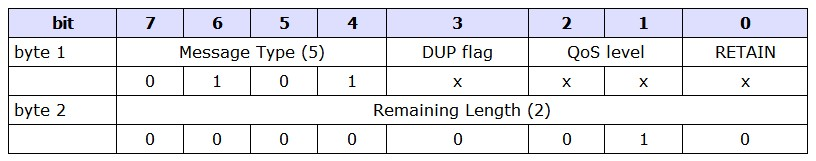 bit 7 6 5 4 3 2 1 0
byte 1 Message Type (5) DUP flag QoS level RETAIN
0 1 0 1 x x x x
byte 2 Remaining Length (2)
0 0 0 0 0 0 1 0